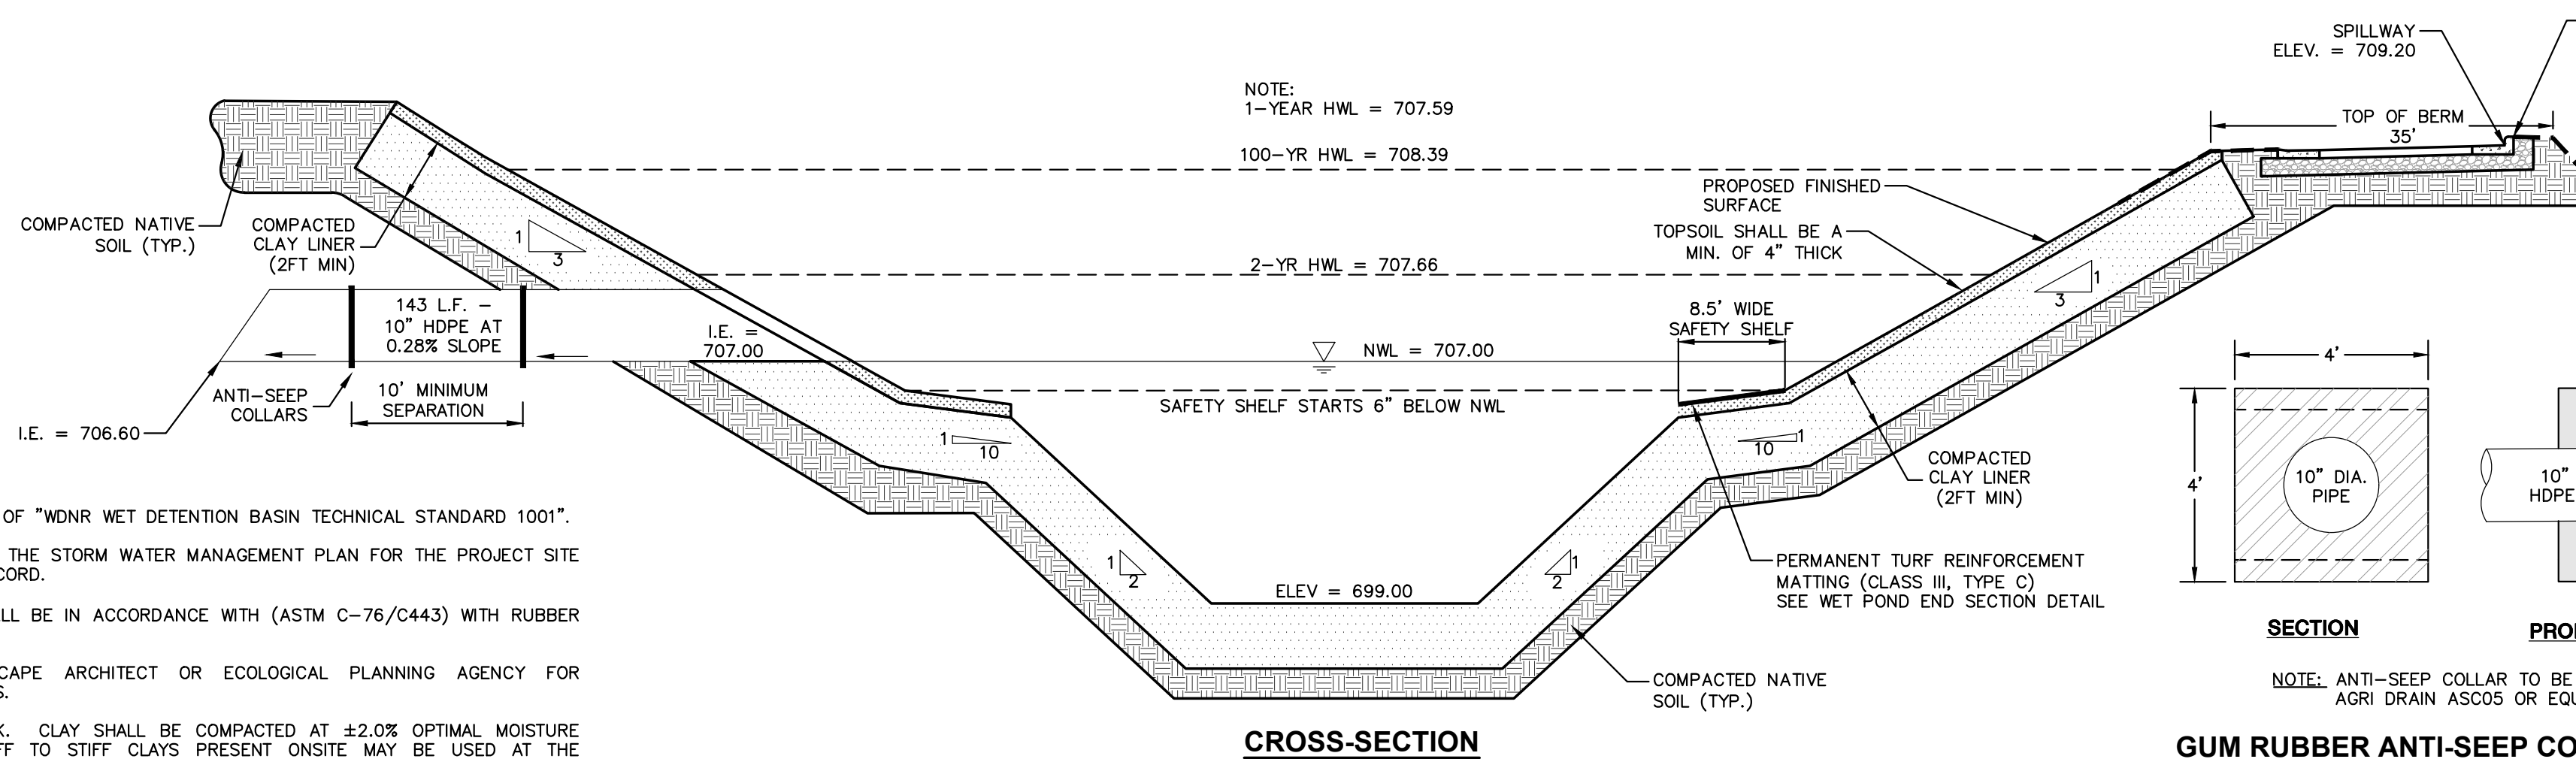 SPILLWAY
ELEV. = 709.20
NOTE:
1-YEAR HWL = 707.59
100-YR HWL = 708.39
TOP OF BERM
35'
PROPOSED FINISHED
SURFACE
TOPSOIL SHALL BE A
MIN. OF 4" THICK
COMPACTED NATIVE
SOIL (TYP.)
COMPACTED
CLAY LINER
(2FT MIN)
1
3
2-YR HWL = 707.66
1
3
143 L.F. -
10" HDPE AT
0.28% SLOPE
I.E. =
707.00
8.5' WIDE
SAFETY SHELF
NWL = 707.00
4'
ANTI-SEEP
COLLARS
10' MINIMUM
SEPARATION
SAFETY SHELF STARTS 6" BELOW NWL
I.E. = 706.60
1
10
1
10
COMPACTED
CLAY LINER
(2FT MIN)
4'
10" DIA.
PIPE
10"
HDPE
OF "WDNR WET DETENTION BASIN TECHNICAL STANDARD 1001".
THE STORM WATER MANAGEMENT PLAN FOR THE PROJECT SITE
CORD.
1
2
1
2
ELEV = 699.00
PERMANENT TURF REINFORCEMENT
MATTING (CLASS III, TYPE C)
SEE WET POND END SECTION DETAIL
LL BE IN ACCORDANCE WITH (ASTM C-76/C443) WITH RUBBER
SECTION
PRO
CAPE ARCHITECT OR ECOLOGICAL PLANNING AGENCY FOR
S.
COMPACTED NATIVE
SOIL (TYP.)
NOTE: ANTI-SEEP COLLAR TO BE
AGRI DRAIN ASC05 OR EQU
K. CLAY SHALL BE COMPACTED AT ±2.0% OPTIMAL MOISTURE
FF TO STIFF CLAYS PRESENT ONSITE MAY BE USED AT THE
CROSS-SECTION
GUM RUBBER ANTI-SEEP CO